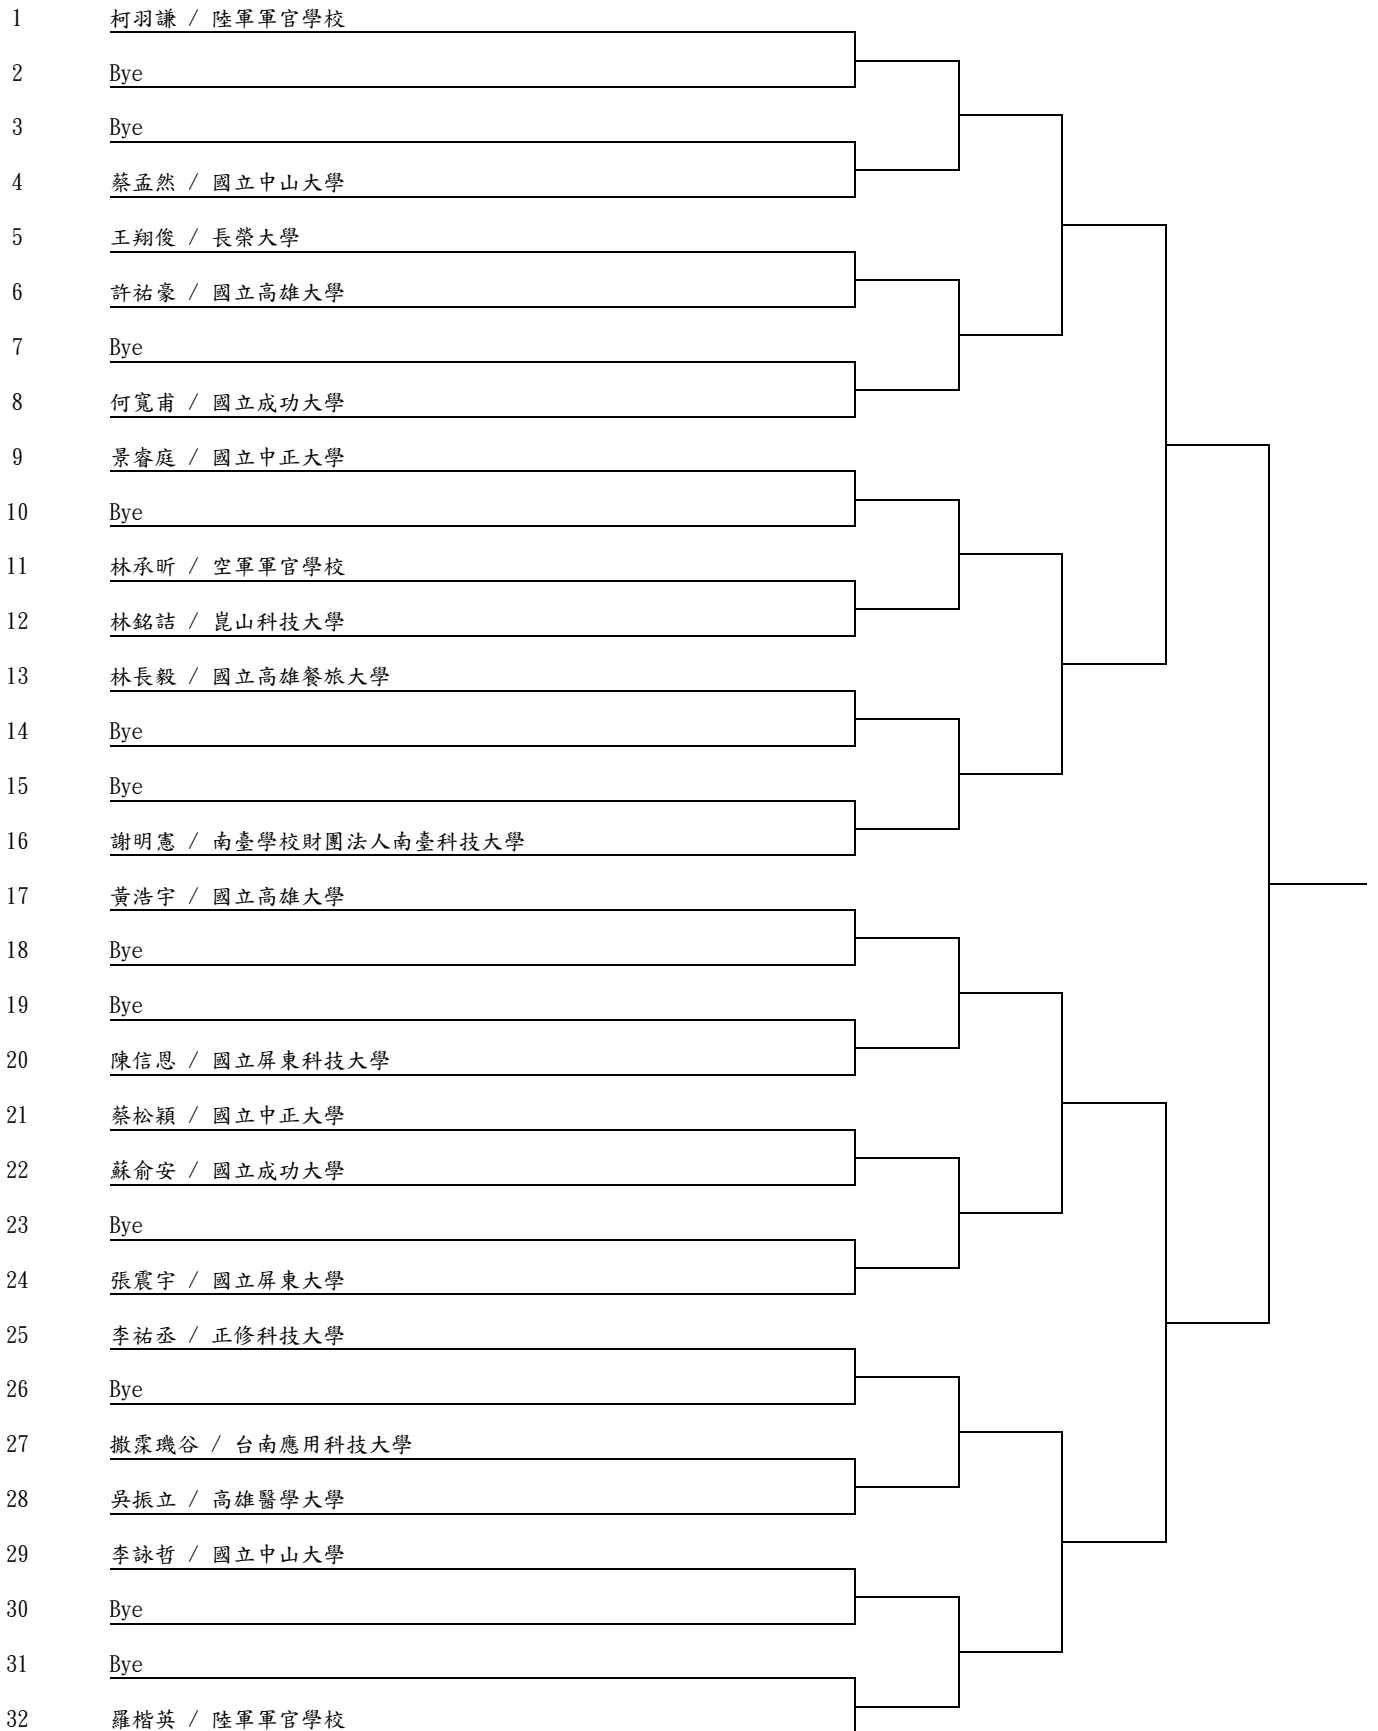 1 柯羽謙 / 陸軍軍官學校
2 Bye
3 Bye
4 蔡孟然 / 國立中山大學
5 王翔俊 / 長榮大學
6 許祐豪 / 國立高雄大學
7 Bye
8 何寬甫 / 國立成功大學
9 景睿庭 / 國立中正大學
10 Bye
11 林承昕 / 空軍軍官學校
12 林銘詰 / 崑山科技大學
13 林長毅 / 國立高雄餐旅大學
14 Bye
15 Bye
16 謝明憲 / 南臺學校財團法人南臺科技大學
17 黃浩宇 / 國立高雄大學
18 Bye
19 Bye
20 陳信恩 / 國立屏東科技大學
21 蔡松穎 / 國立中正大學
22 蘇俞安 / 國立成功大學
23 Bye
24 張震宇 / 國立屏東大學
25 李祐丞 / 正修科技大學
26 Bye
27 撒霂璣谷 / 台南應用科技大學
28 吳振立 / 高雄醫學大學
29 李詠哲 / 國立中山大學
30 Bye
31 Bye
32 羅楷英 / 陸軍軍官學校